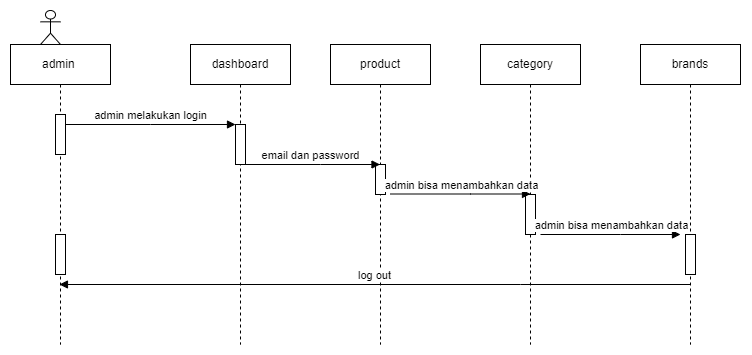 admin
dashboard
product
category
brands
admin melakukan login
email dan password
admin bisa menambahkan data
admin bisa menambahkan data
log out